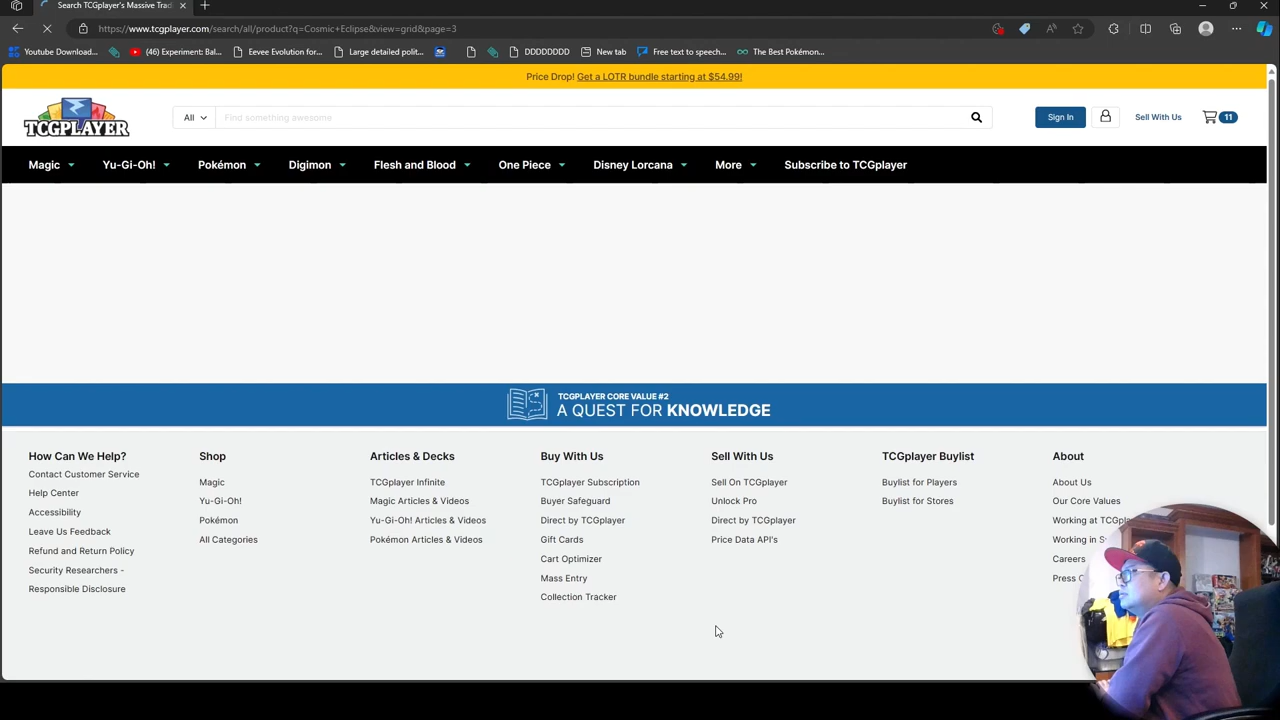 Search TCGplayer's Massive Trad
https://www.tcgplayer.com/search/all/product?q=Cosmic+Eclipse&view=grid&page=3
Youtube Download...
(46) Experiment: Bal...
Eevee Evolution for...
Large detailed polit...
DDDDDDDD
New tab
Free text to speech...
The Best Pokémon...
Price Drop! Get a LOTR bundle starting at $54.99!
TCGPLAYER
All
Find something awesome
Sign In
Sell With Us
11
Magic
Yu-Gi-Oh!
Pokémon
Digimon
Flesh and Blood
One Piece
Disney Lorcana
More
Subscribe to TCGplayer
TCGPLAYER CORE VALUE #2
A QUEST FOR KNOWLEDGE
How Can We Help?
Contact Customer Service
Help Center
Accessibility
Leave Us Feedback
Refund and Return Policy
Security Researchers -
Responsible Disclosure
Shop
Magic
Yu-Gi-Oh!
Pokémon
All Categories
Articles & Decks
TCGplayer Infinite
Magic Articles & Videos
Yu-Gi-Oh! Articles & Videos
Pokémon Articles & Videos
Buy With Us
TCGplayer Subscription
Buyer Safeguard
Direct by TCGplayer
Gift Cards
Cart Optimizer
Mass Entry
Collection Tracker
Sell With Us
Sell On TCGplayer
Unlock Pro
Direct by TCGplayer
Price Data API's
TCGplayer Buylist
Buylist for Players
Buylist for Stores
About
About Us
Our Core Values
Working at TCGpla
Working in S
Careers
Press C